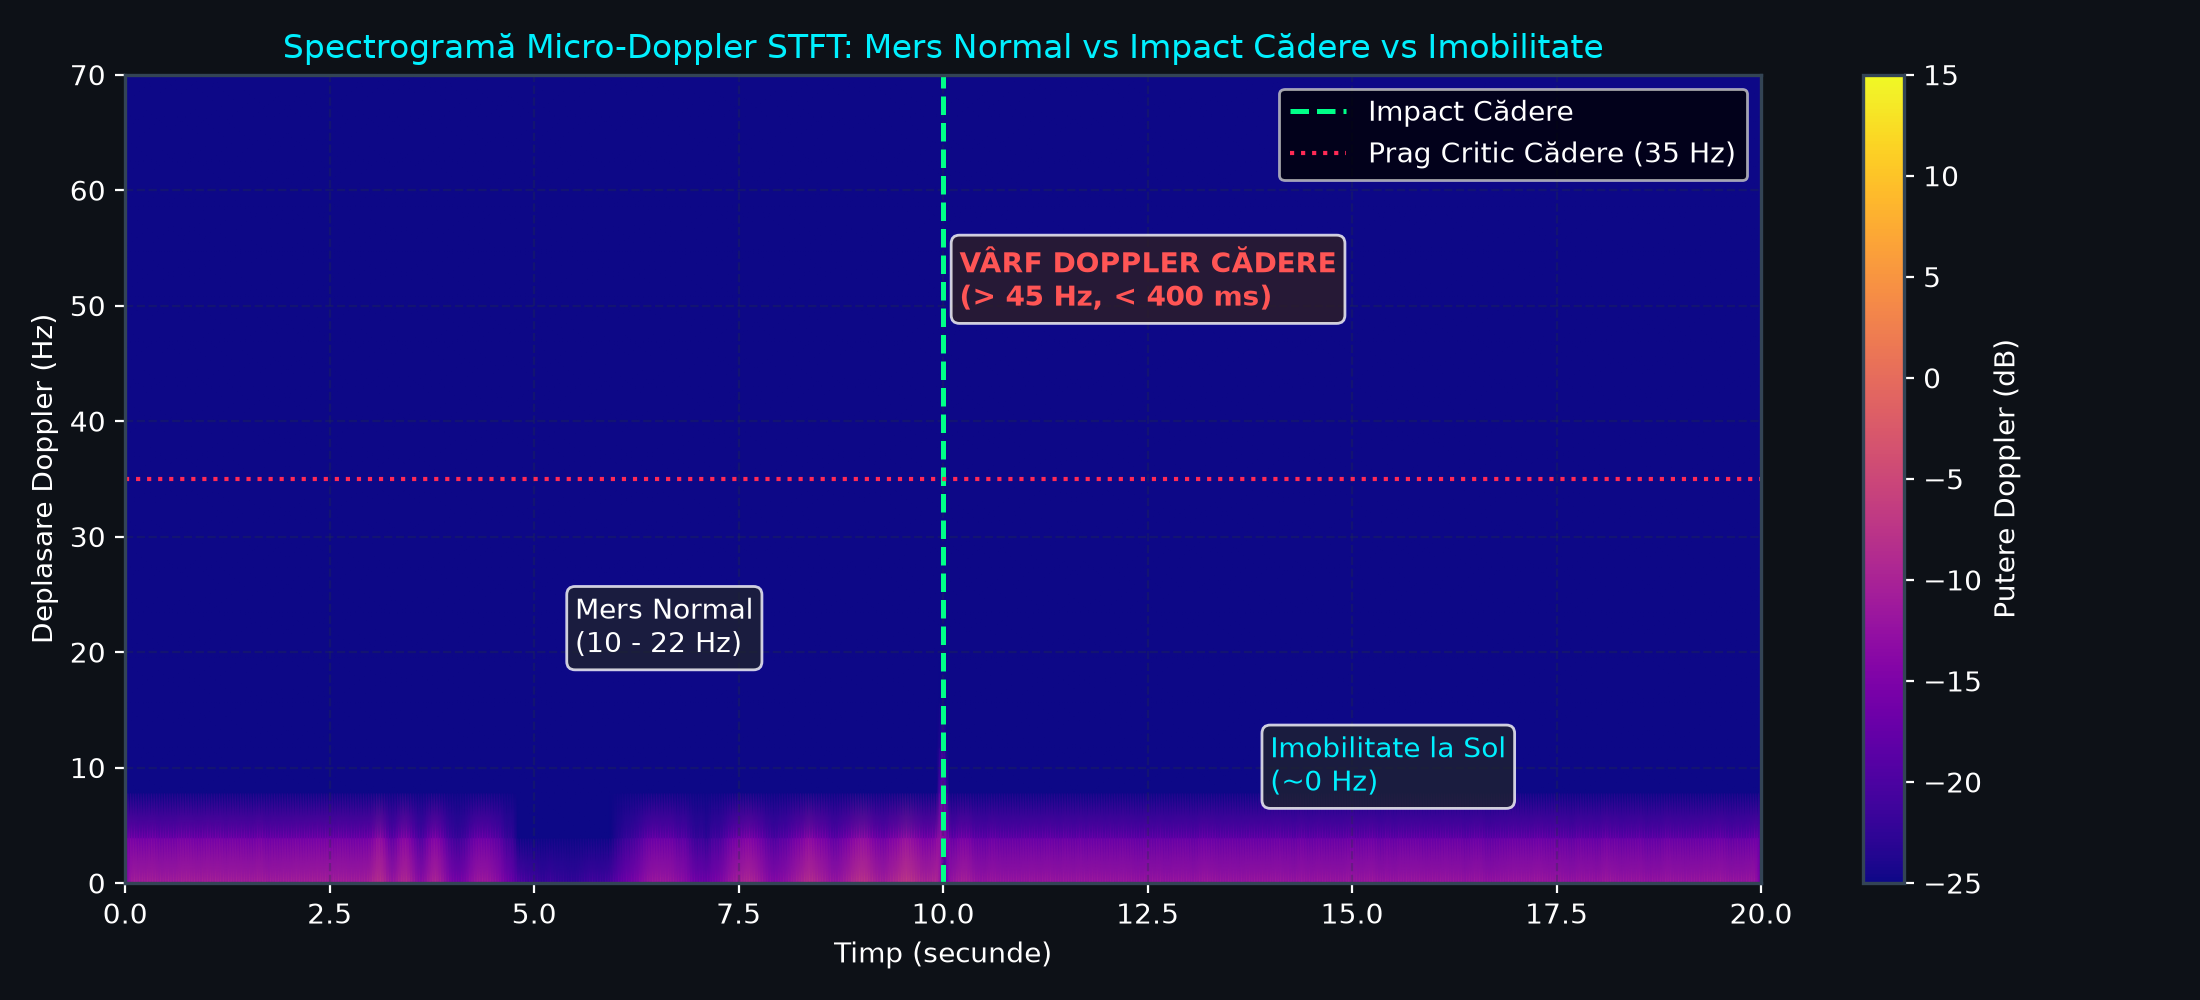 Spectrogramă Micro-Doppler STFT: Mers Normal vs Impact Cădere vs Imobilitate
Deplasare Doppler (Hz)
70
60
50
40
30
20
10
0
Impact Cădere
Prag Critic Cădere (35 Hz)
VÂRF DOPPLER CĂDERE
(> 45 Hz, < 400 ms)
Mers Normal
(10 - 22 Hz)
Imobilitate la Sol
(~0 Hz)
0.0 2.5 5.0 7.5 10.0 12.5 15.0 17.5 20.0
Timp (secunde)
15
10
5
0
−5
−10
−15
−20
−25
Putere Doppler (dB)